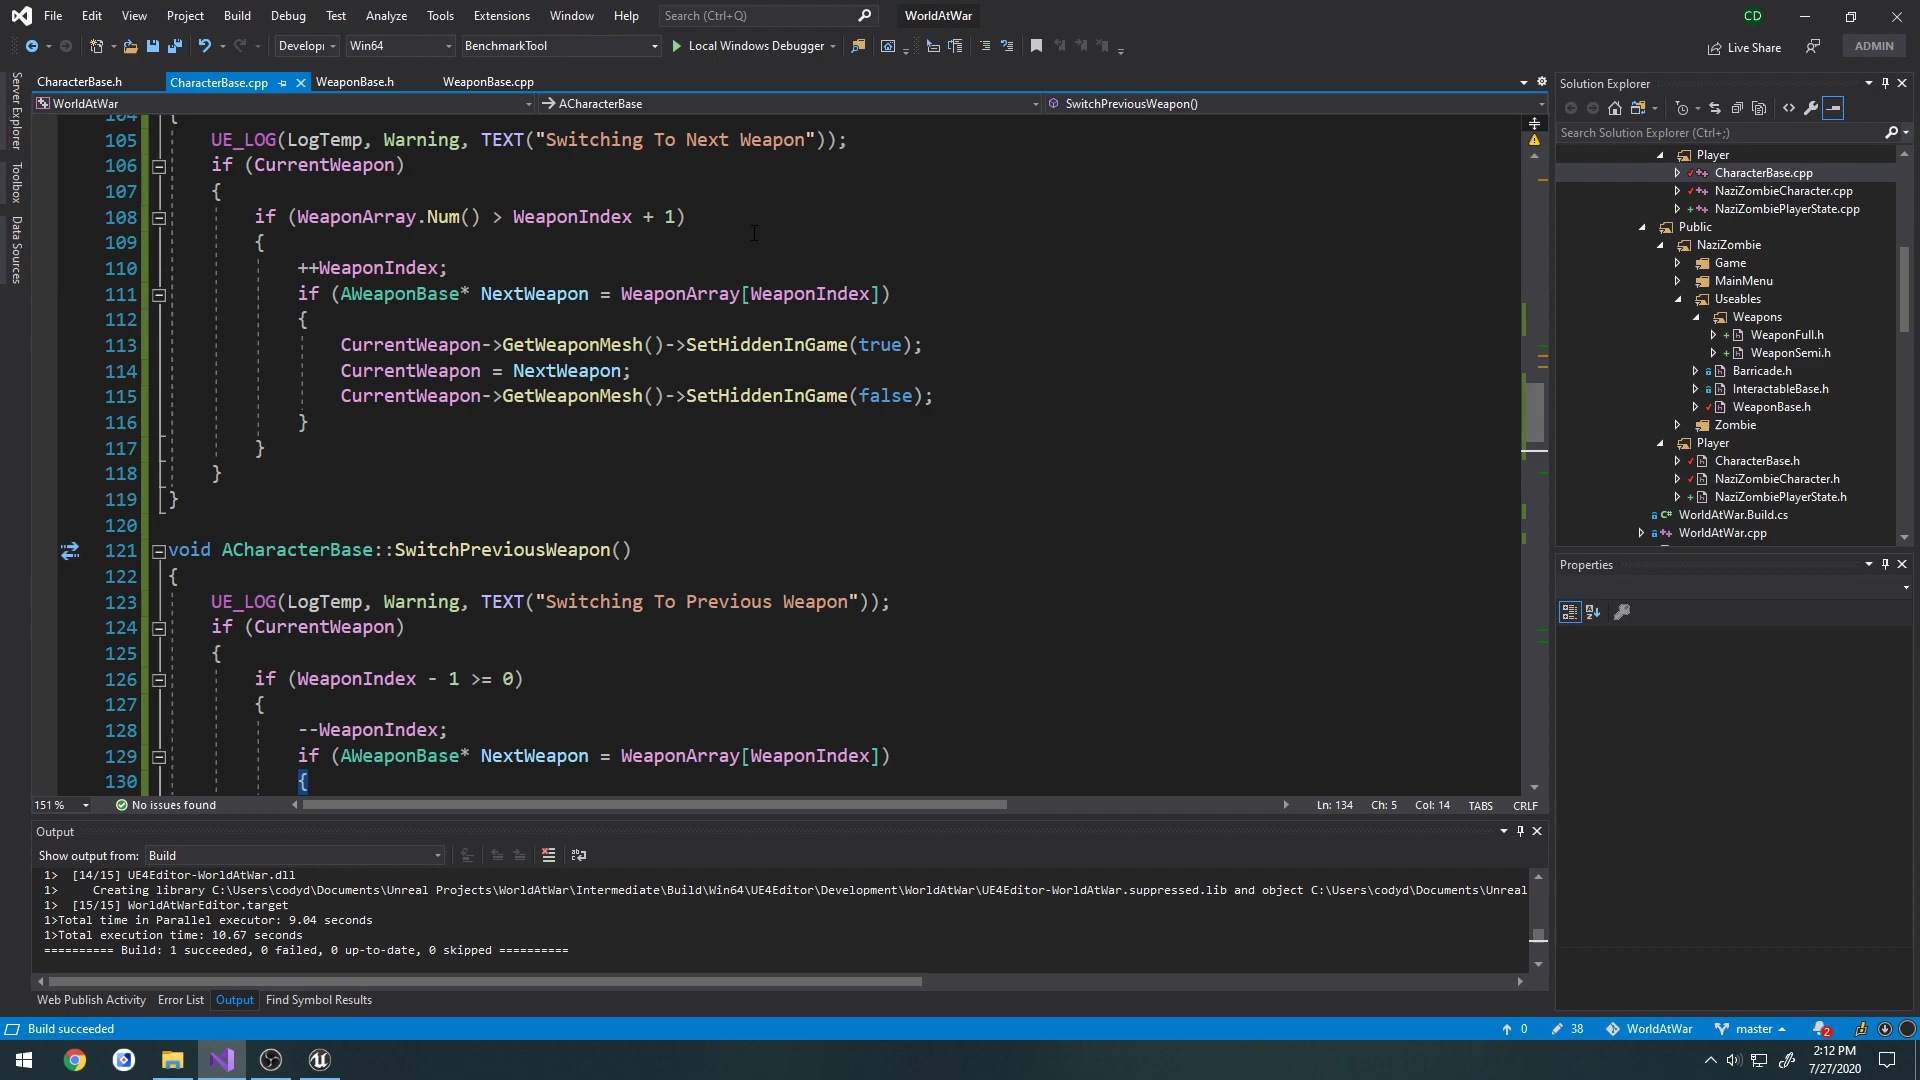 File Edit View Project Build Debug Test Analyze Tools Extensions Window Help Search (Ctrl+Q) WorldAtWar CD
Win64 BenchmarkTool Local Windows Debugger Live Share ADMIN
CharacterBase.h CharacterBase.cpp WeaponBase.h WeaponBase.cpp
WorldAtWar ACharacterBase SwitchPreviousWeapon()
104 {
105 UE_LOG(LogTemp, Warning, TEXT("Switching To Next Weapon"));
106 if (CurrentWeapon)
107 {
108 if (WeaponArray.Num() > WeaponIndex + 1)
109 {
110 ++WeaponIndex;
111 if (AWeaponBase* NextWeapon = WeaponArray[WeaponIndex])
112 {
113 CurrentWeapon->GetWeaponMesh()->SetHiddenInGame(true);
114 CurrentWeapon = NextWeapon;
115 CurrentWeapon->GetWeaponMesh()->SetHiddenInGame(false);
116 }
117 }
118 }
119 }
120
121 void ACharacterBase::SwitchPreviousWeapon()
122 {
123 UE_LOG(LogTemp, Warning, TEXT("Switching To Previous Weapon"));
124 if (CurrentWeapon)
125 {
126 if (WeaponIndex - 1 >= 0)
127 {
128 --WeaponIndex;
129 if (AWeaponBase* NextWeapon = WeaponArray[WeaponIndex])
130 {
151 % No issues found Ln: 134 Ch: 5 Col: 14 TABS CRLF
Output
Show output from: Build
1> [14/15] UE4Editor-WorldAtWar.dll
1> Creating library C:\Users\codyd\Documents\Unreal Projects\WorldAtWar\Intermediate\Build\Win64\UE4Editor\Development\WorldAtWar\UE4Editor-WorldAtWar.suppressed.lib and object C:\Users\codyd\Documents\Unreal
1> [15/15] WorldAtWarEditor.target
1>Total time in Parallel executor: 9.04 seconds
1>Total execution time: 10.67 seconds
========== Build: 1 succeeded, 0 failed, 0 up-to-date, 0 skipped ==========
Web Publish Activity Error List Output Find Symbol Results
Server Explorer
Toolbox
Data Sources
Solution Explorer
Search Solution Explorer (Ctrl+;)
Player
CharacterBase.cpp
NaziZombieCharacter.cpp
NaziZombiePlayerState.cpp
Public
NaziZombie
Game
MainMenu
Useables
Weapons
WeaponFull.h
WeaponSemi.h
Barricade.h
InteractableBase.h
WeaponBase.h
Zombie
Player
CharacterBase.h
NaziZombieCharacter.h
NaziZombiePlayerState.h
WorldAtWar.Build.cs
WorldAtWar.cpp
Properties
Build succeeded 0 38 WorldAtWar master 2
2:12 PM
7/27/2020